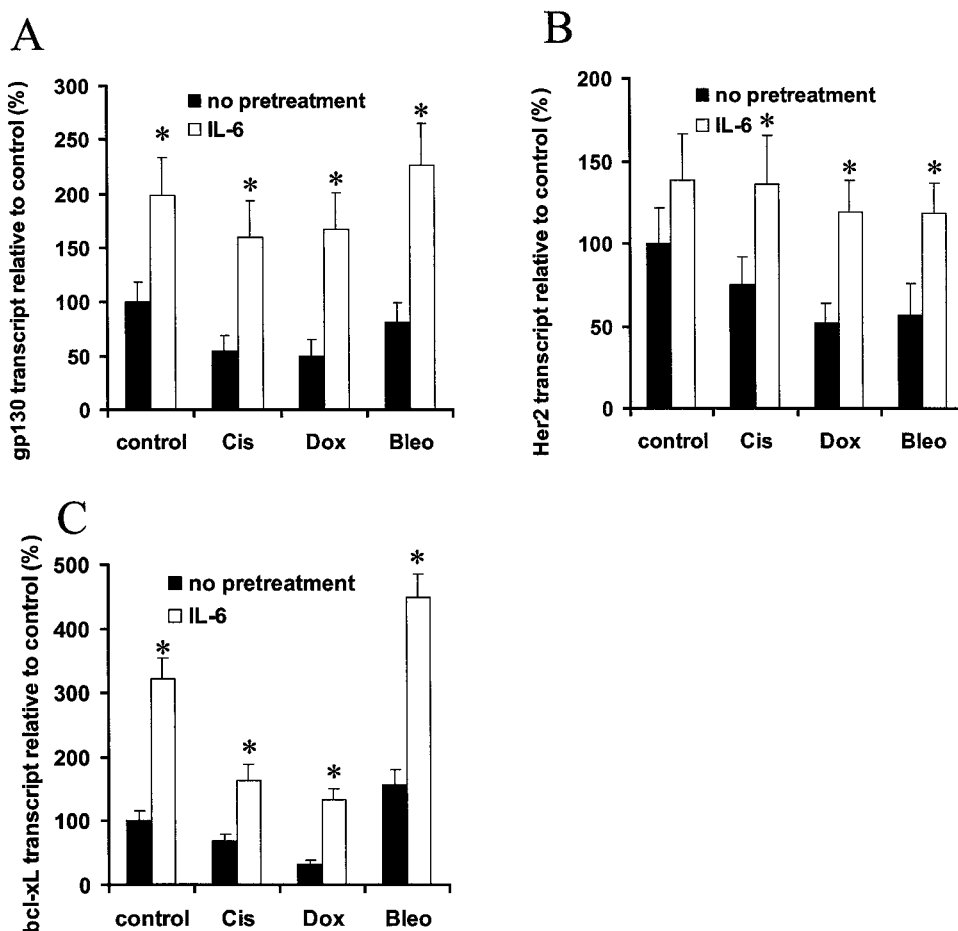 A
gp130 transcript relative to control (%)
300
250
200
150
100
50
0
no pretreatment
IL-6
*
*
*
*
control Cis Dox Bleo
B
Her2 transcript relative to control (%)
200
150
100
50
0
no pretreatment
IL-6
*
*
*
control Cis Dox Bleo
C
bcl-xL transcript relative to control (%)
500
400
300
200
100
0
no pretreatment
IL-6
*
*
*
*
control Cis Dox Bleo